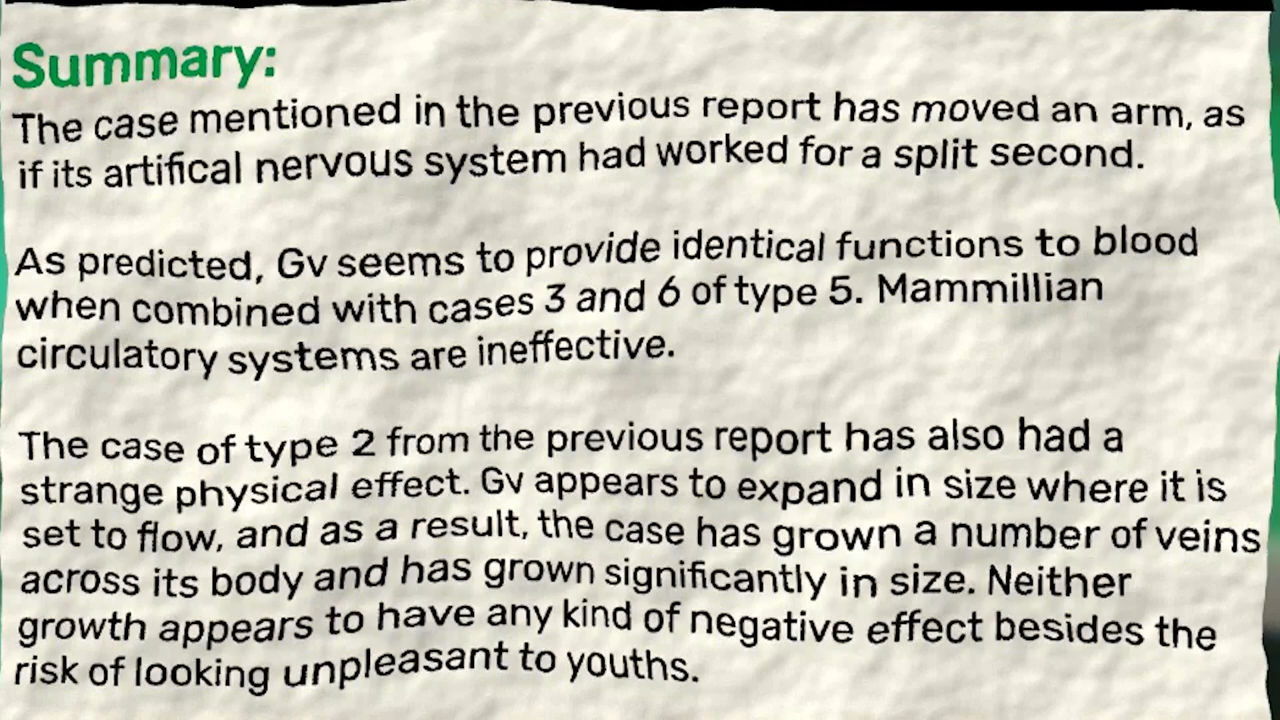 Summary:
The case mentioned in the previous report has moved an arm, as
if its artifical nervous system had worked for a split second.
As predicted, Gv seems to provide identical functions to blood
when combined with cases 3 and 6 of type 5. Mammillian
circulatory systems are ineffective.
The case of type 2 from the previous report has also had a
strange physical effect. Gv appears to expand in size where it is
set to flow, and as a result, the case has grown a number of veins
across its body and has grown significantly in size. Neither
growth appears to have any kind of negative effect besides the
risk of looking unpleasant to youths.